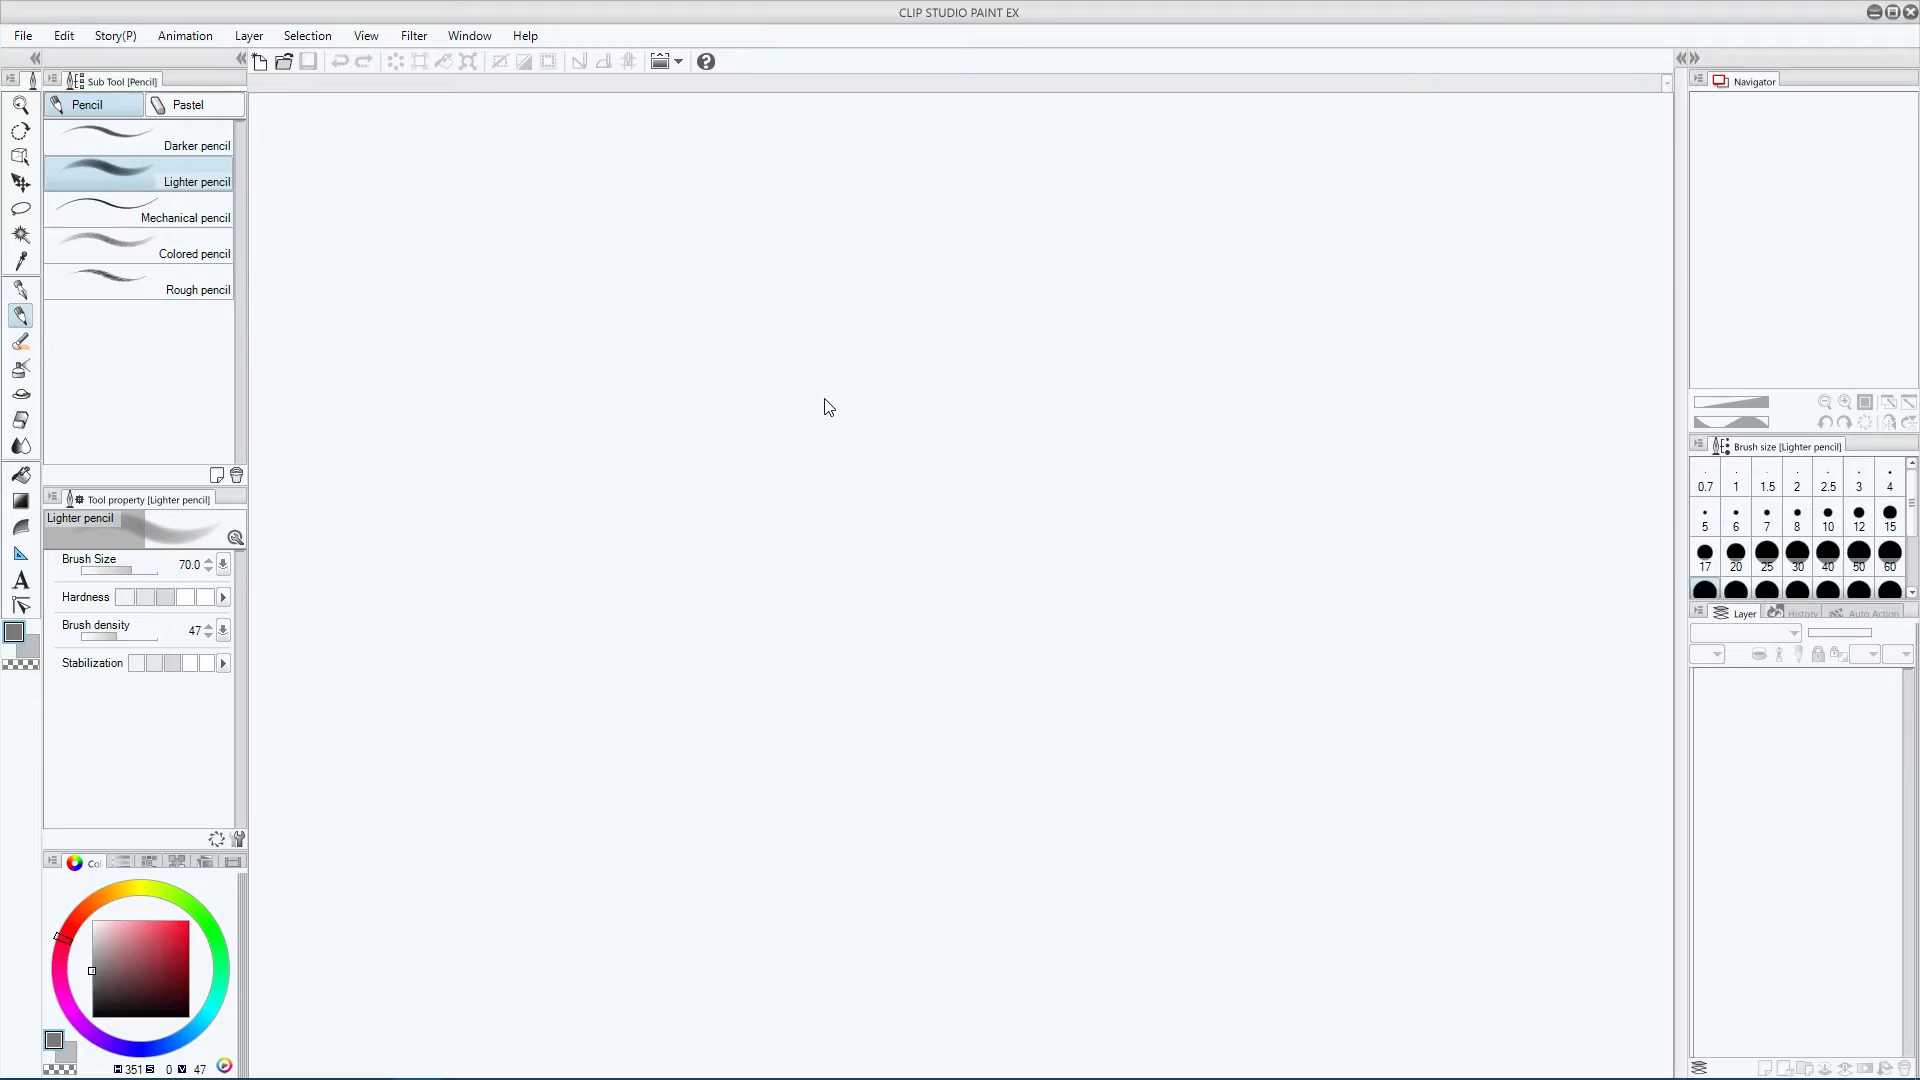 CLIP STUDIO PAINT EX
File Edit Story(P) Animation Layer Selection View Filter Window Help
Sub Tool [Pencil]
Pencil Pastel
Darker pencil
Lighter pencil
Mechanical pencil
Colored pencil
Rough pencil
Tool property [Lighter pencil]
Lighter pencil
Brush Size 70.0
Hardness
Brush density 47
Stabilization
Col
H 351 S 0 V 47
Navigator
Brush size [Lighter pencil]
0.7 1 1.5 2 2.5 3 4
5 6 7 8 10 12 15
17 20 25 30 40 50 60
Layer History Auto Action